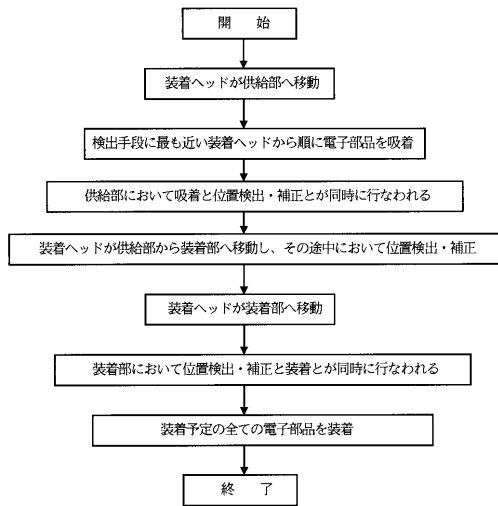 開　始
装着ヘッドが供給部へ移動
検出手段に最も近い装着ヘッドから順に電子部品を吸着
供給部において吸着と位置検出・補正とが同時に行なわれる
装着ヘッドが供給部から装着部へ移動し、その途中において位置検出・補正
装着ヘッドが装着部へ移動
装着部において位置検出・補正と装着とが同時に行なわれる
装着予定の全ての電子部品を装着
終　了